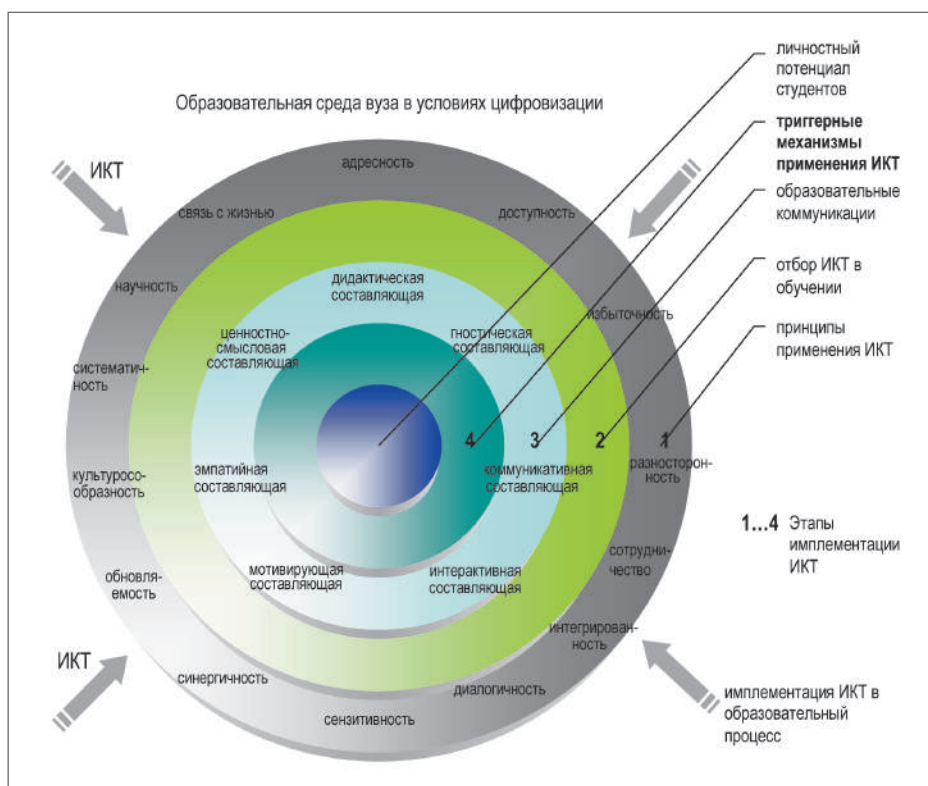 Образовательная среда вуза в условиях цифровизации
личностный
потенциал
студентов
триггерные
механизмы
применения ИКТ
образовательные
коммуникации
отбор ИКТ в
обучении
принципы
применения ИКТ
ИКТ
адресность
связь с жизнью
доступность
научность
избыточность
систематич-
ность
культуросо-
образность
разносторон-
ность
обновля-
емость
сотрудни-
чество
интегрирован-
ность
синергичность
диалогичность
сензитивность
дидактическая
составляющая
ценностно-
смысловая
составляющая
гностическая
составляющая
эмпатийная
составляющая
коммуникативная
составляющая
мотивирующая
составляющая
интерактивная
составляющая
4
3
2
1
1...4 Этапы
имплементации
ИКТ
ИКТ
имплементация ИКТ в
образовательный
процесс